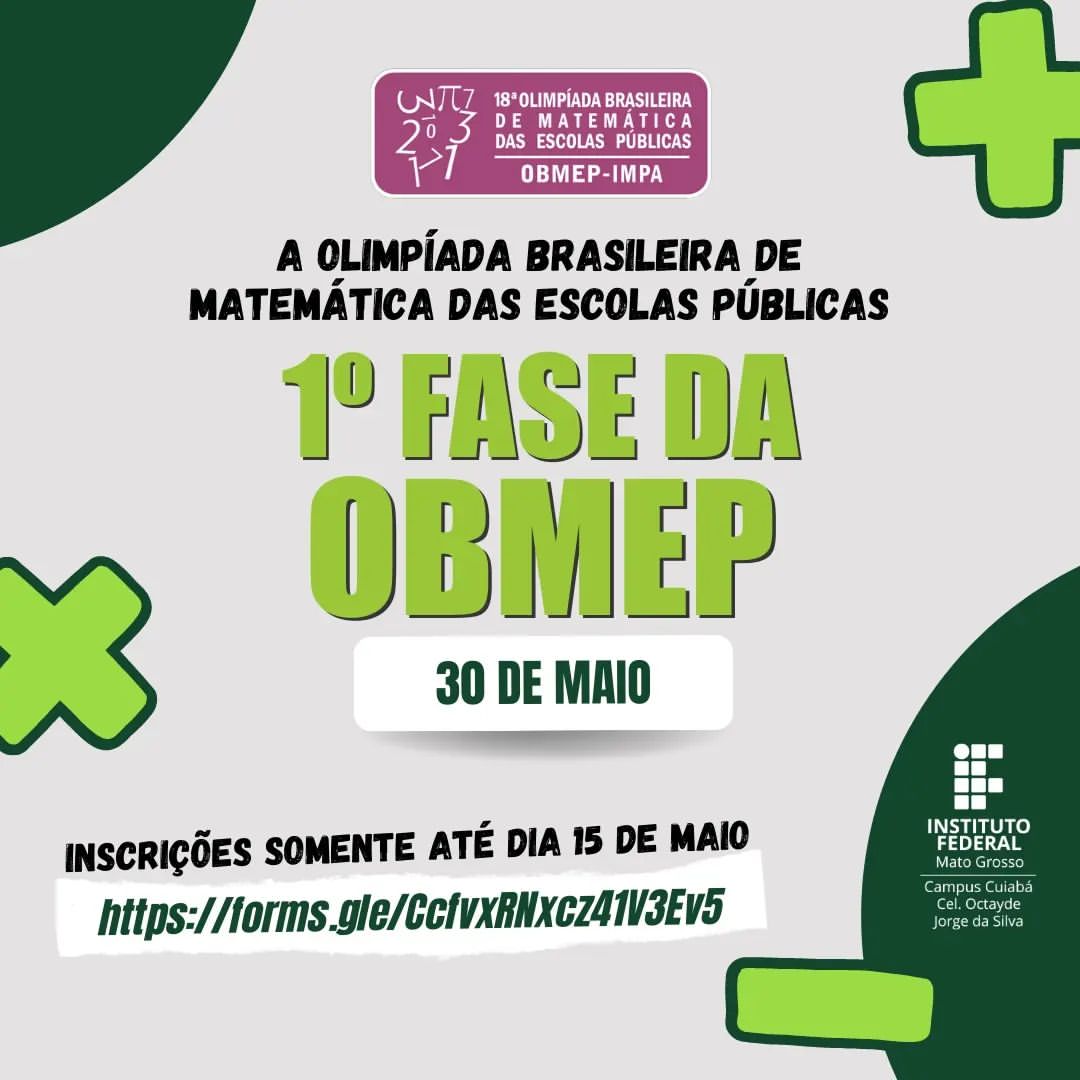 18ª OLIMPÍADA BRASILEIRA
DE MATEMÁTICA
DAS ESCOLAS PÚBLICAS
OBMEP-IMPA
A OLIMPÍADA BRASILEIRA DE
MATEMÁTICA DAS ESCOLAS PÚBLICAS
1º FASE DA
OBMEP
30 DE MAIO
INSCRIÇÕES SOMENTE ATÉ DIA 15 DE MAIO
https://forms.gle/CcfvxRNxcz41V3Ev5
INSTITUTO
FEDERAL
Mato Grosso
Campus Cuiabá
Cel. Octayde
Jorge da Silva